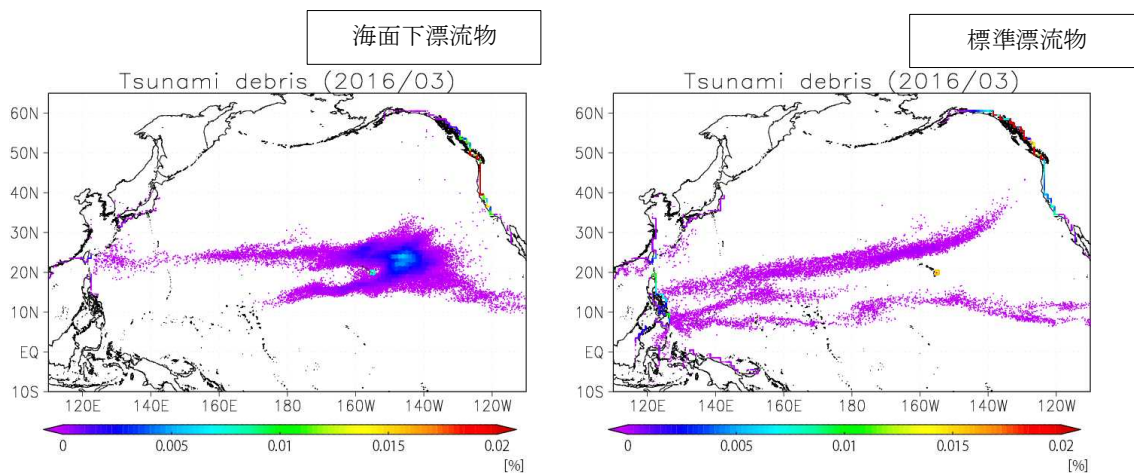 海面下漂流物
Tsunami debris (2016/03)
60N
50N
40N
30N
20N
10N
EQ
10S
120E 140E 160E 180 160W 140W 120W
0 0.005 0.01 0.015 0.02
[%]
標準漂流物
Tsunami debris (2016/03)
60N
50N
40N
30N
20N
10N
EQ
10S
120E 140E 160E 180 160W 140W 120W
0 0.005 0.01 0.015 0.02
[%]